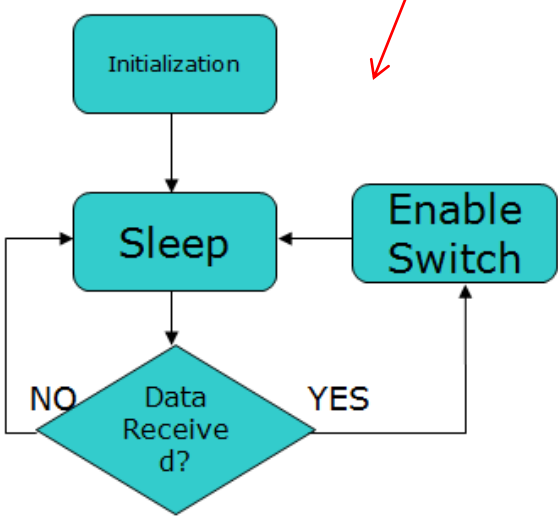 Initialization
Sleep
Enable
Switch
NO
Data
Receive
d?
YES